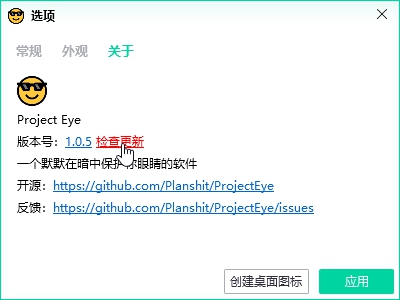 选项
常规 外观 关于
Project Eye
版本号：1.0.5 检查更新
一个默默在暗中保护你眼睛的软件
开源：https://github.com/Planshit/ProjectEye
反馈：https://github.com/Planshit/ProjectEye/issues
创建桌面图标 应用